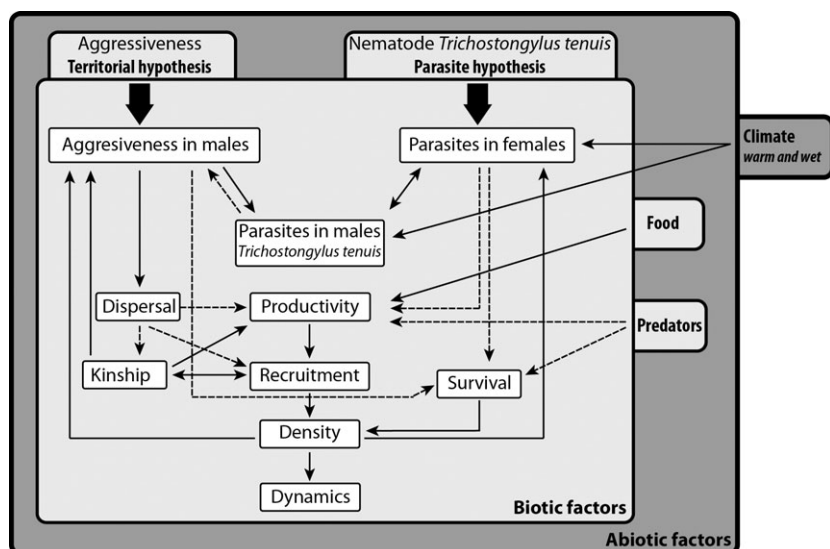 Aggressiveness
Territorial hypothesis
Nematode Trichostongylus tenuis
Parasite hypothesis
Aggresiveness in males
Parasites in females
Climate
warm and wet
Parasites in males
Trichostongylus tenuis
Food
Dispersal
Productivity
Predators
Kinship
Recruitment
Survival
Density
Dynamics
Biotic factors
Abiotic factors